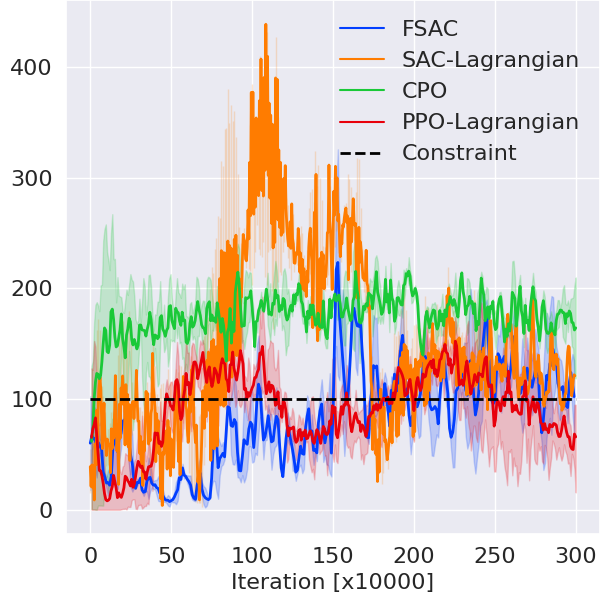 FSAC
SAC-Lagrangian
CPO
PPO-Lagrangian
Constraint
400
300
200
100
0
0 50 100 150 200 250 300
Iteration [x10000]